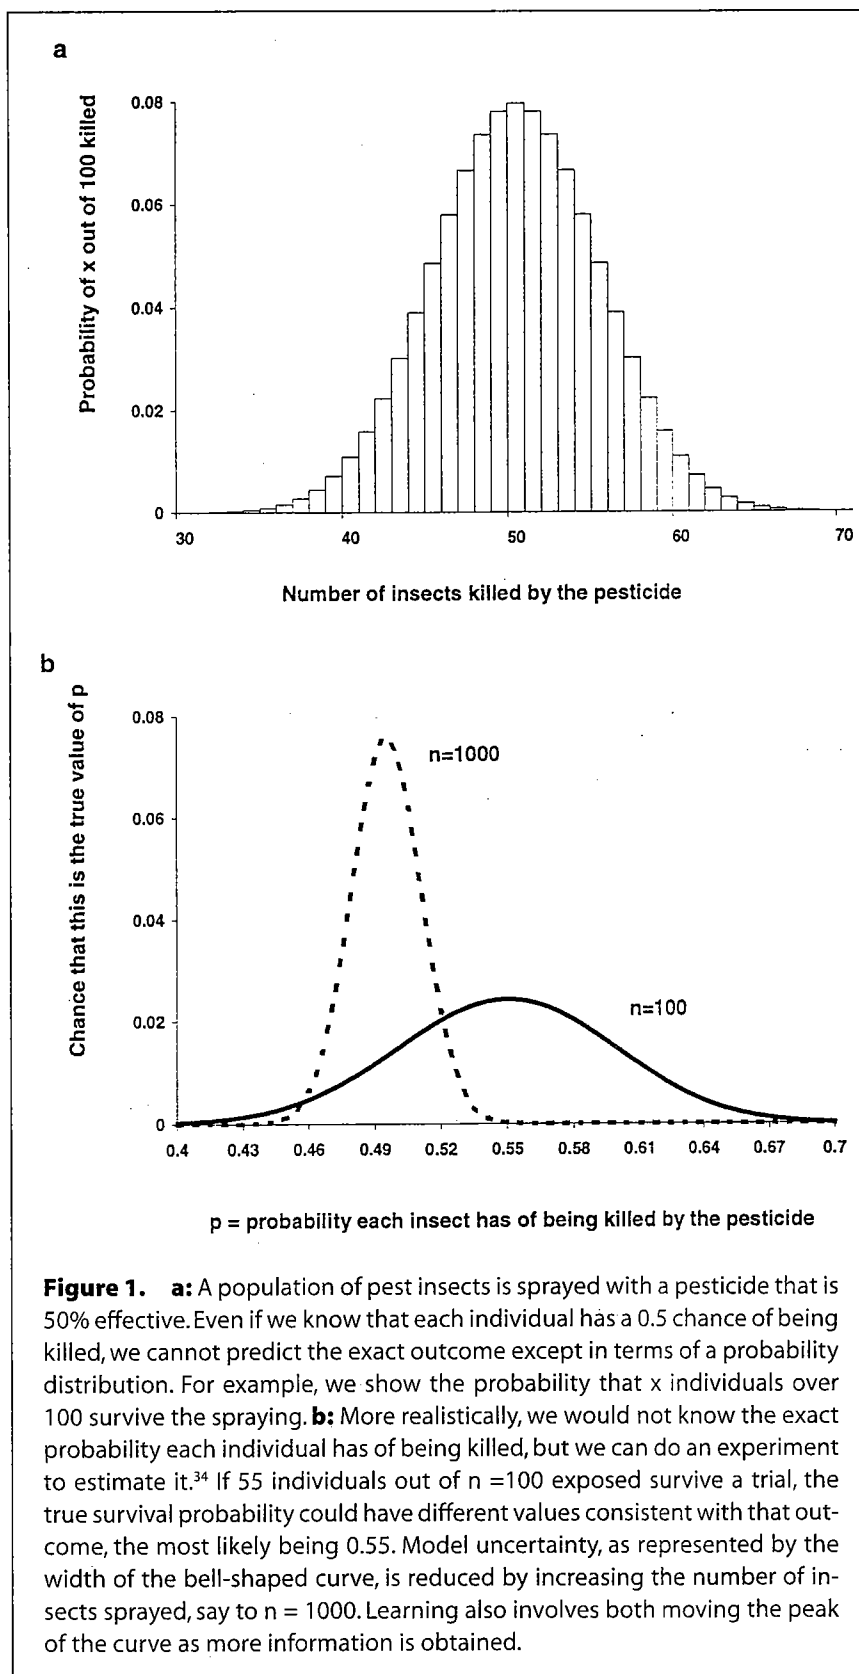 a
Probability of x out of 100 killed
0.08
0.06
0.04
0.02
0
30 40 50 60 70
Number of insects killed by the pesticide
b
Chance that this is the true value of p
0.08
0.06
0.04
0.02
0
n=1000
n=100
0.4 0.43 0.46 0.49 0.52 0.55 0.58 0.61 0.64 0.67 0.7
p = probability each insect has of being killed by the pesticide
Figure 1. a: A population of pest insects is sprayed with a pesticide that is
50% effective. Even if we know that each individual has a 0.5 chance of being
killed, we cannot predict the exact outcome except in terms of a probability
distribution. For example, we show the probability that x individuals over
100 survive the spraying. b: More realistically, we would not know the exact
probability each individual has of being killed, but we can do an experiment
to estimate it.³⁴ If 55 individuals out of n =100 exposed survive a trial, the
true survival probability could have different values consistent with that out-
come, the most likely being 0.55. Model uncertainty, as represented by the
width of the bell-shaped curve, is reduced by increasing the number of in-
sects sprayed, say to n = 1000. Learning also involves both moving the peak
of the curve as more information is obtained.